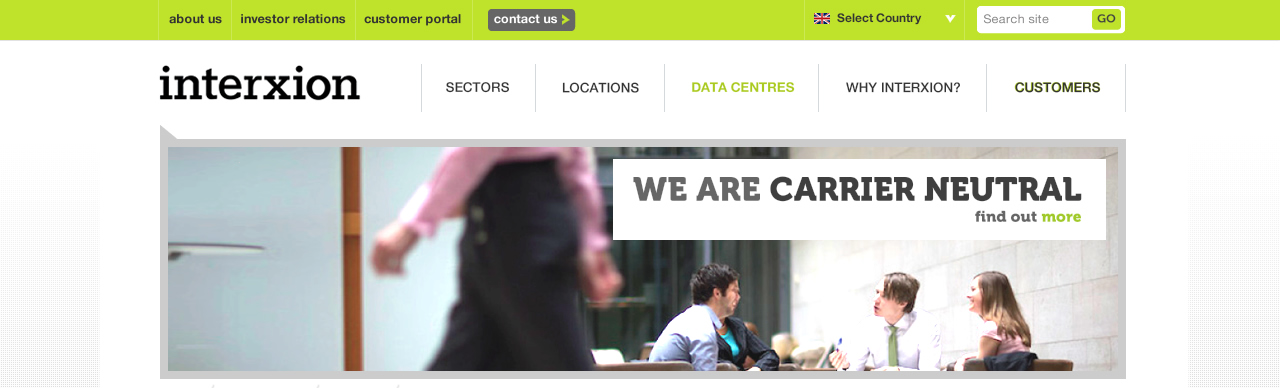 about us
investor relations
customer portal
contact us
Select Country
Search site
GO
interxion
SECTORS
LOCATIONS
DATA CENTRES
WHY INTERXION?
CUSTOMERS
WE ARE CARRIER NEUTRAL
find out more